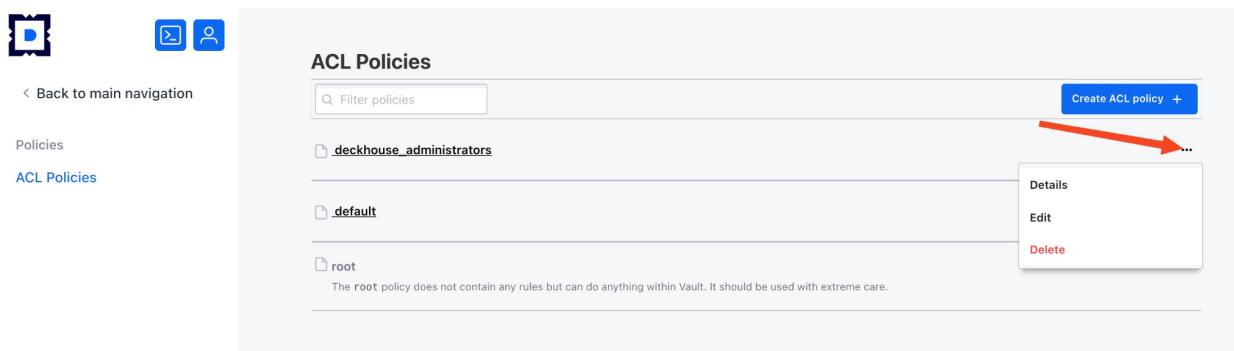 Back to main navigation
Policies
ACL Policies
ACL Policies
Filter policies
Create ACL policy +
deckhouse_administrators
...
Details
Edit
Delete
default
root
The root policy does not contain any rules but can do anything within Vault. It should be used with extreme care.